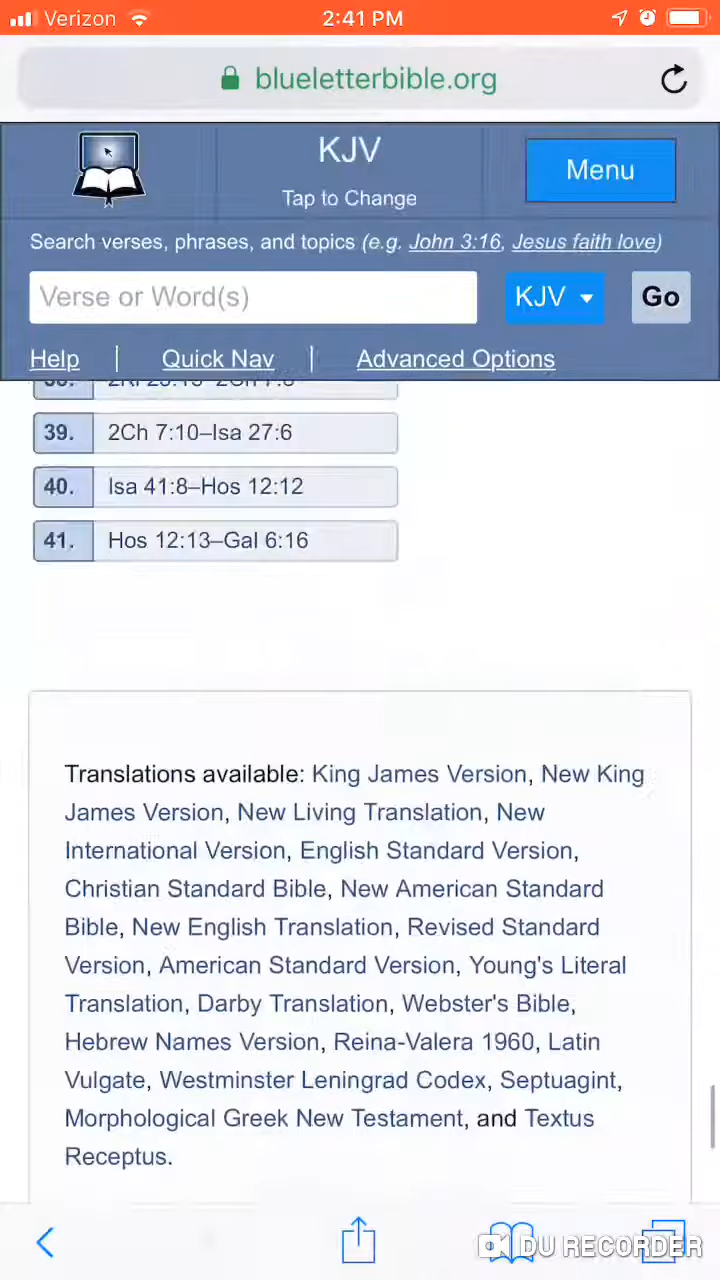 Verizon 2:41 PM
blueletterbible.org
KJV
Tap to Change
Menu
Search verses, phrases, and topics (e.g. John 3:16, Jesus faith love)
Verse or Word(s) KJV Go
Help | Quick Nav | Advanced Options
39. 2Ch 7:10–Isa 27:6
40. Isa 41:8–Hos 12:12
41. Hos 12:13–Gal 6:16
Translations available: King James Version, New King
James Version, New Living Translation, New
International Version, English Standard Version,
Christian Standard Bible, New American Standard
Bible, New English Translation, Revised Standard
Version, American Standard Version, Young's Literal
Translation, Darby Translation, Webster's Bible,
Hebrew Names Version, Reina-Valera 1960, Latin
Vulgate, Westminster Leningrad Codex, Septuagint,
Morphological Greek New Testament, and Textus
Receptus.
DU RECORDER